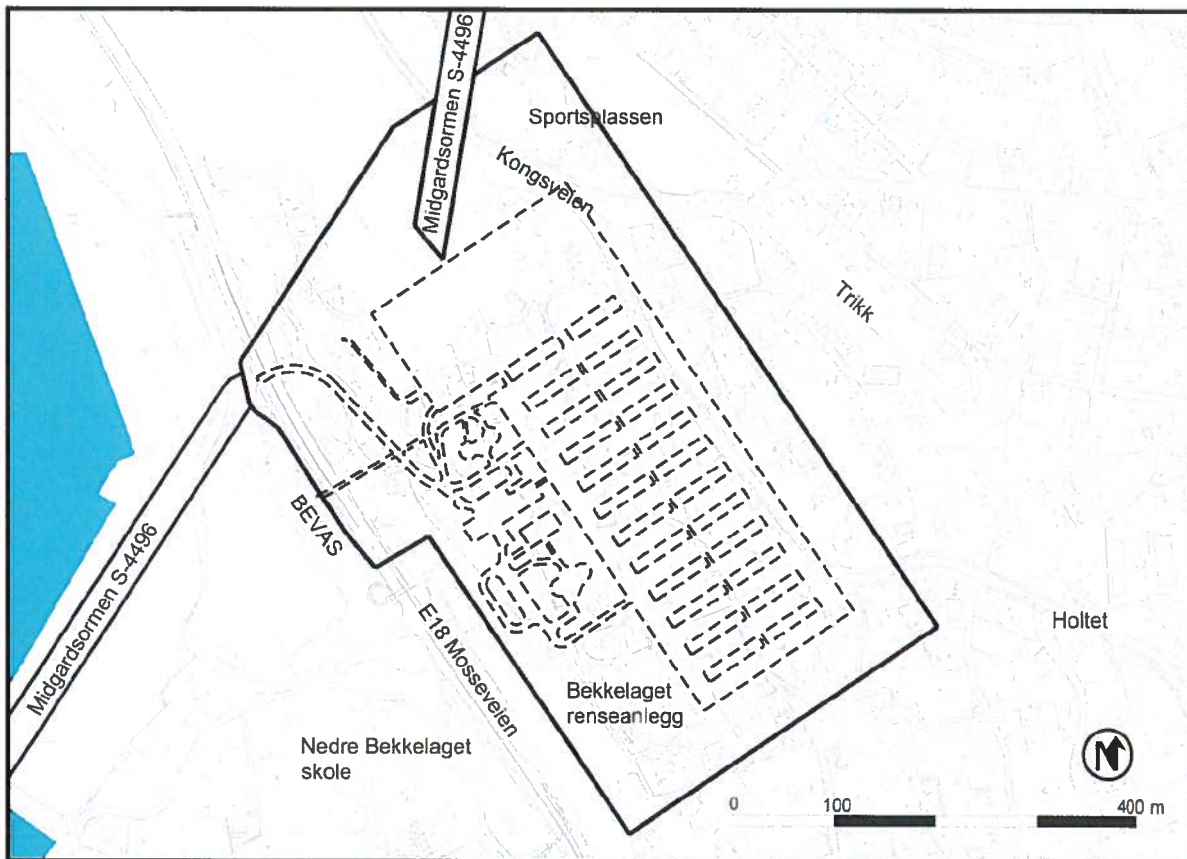 Midgardsormen S-4496
Sportsplassen
Kongsveien
Trikk
BEVAS
Midgardsormen S-4496
E18 Mosseveien
Holtet
Bekkelaget
renseanlegg
Nedre Bekkelaget
skole
N
0 100 400 m